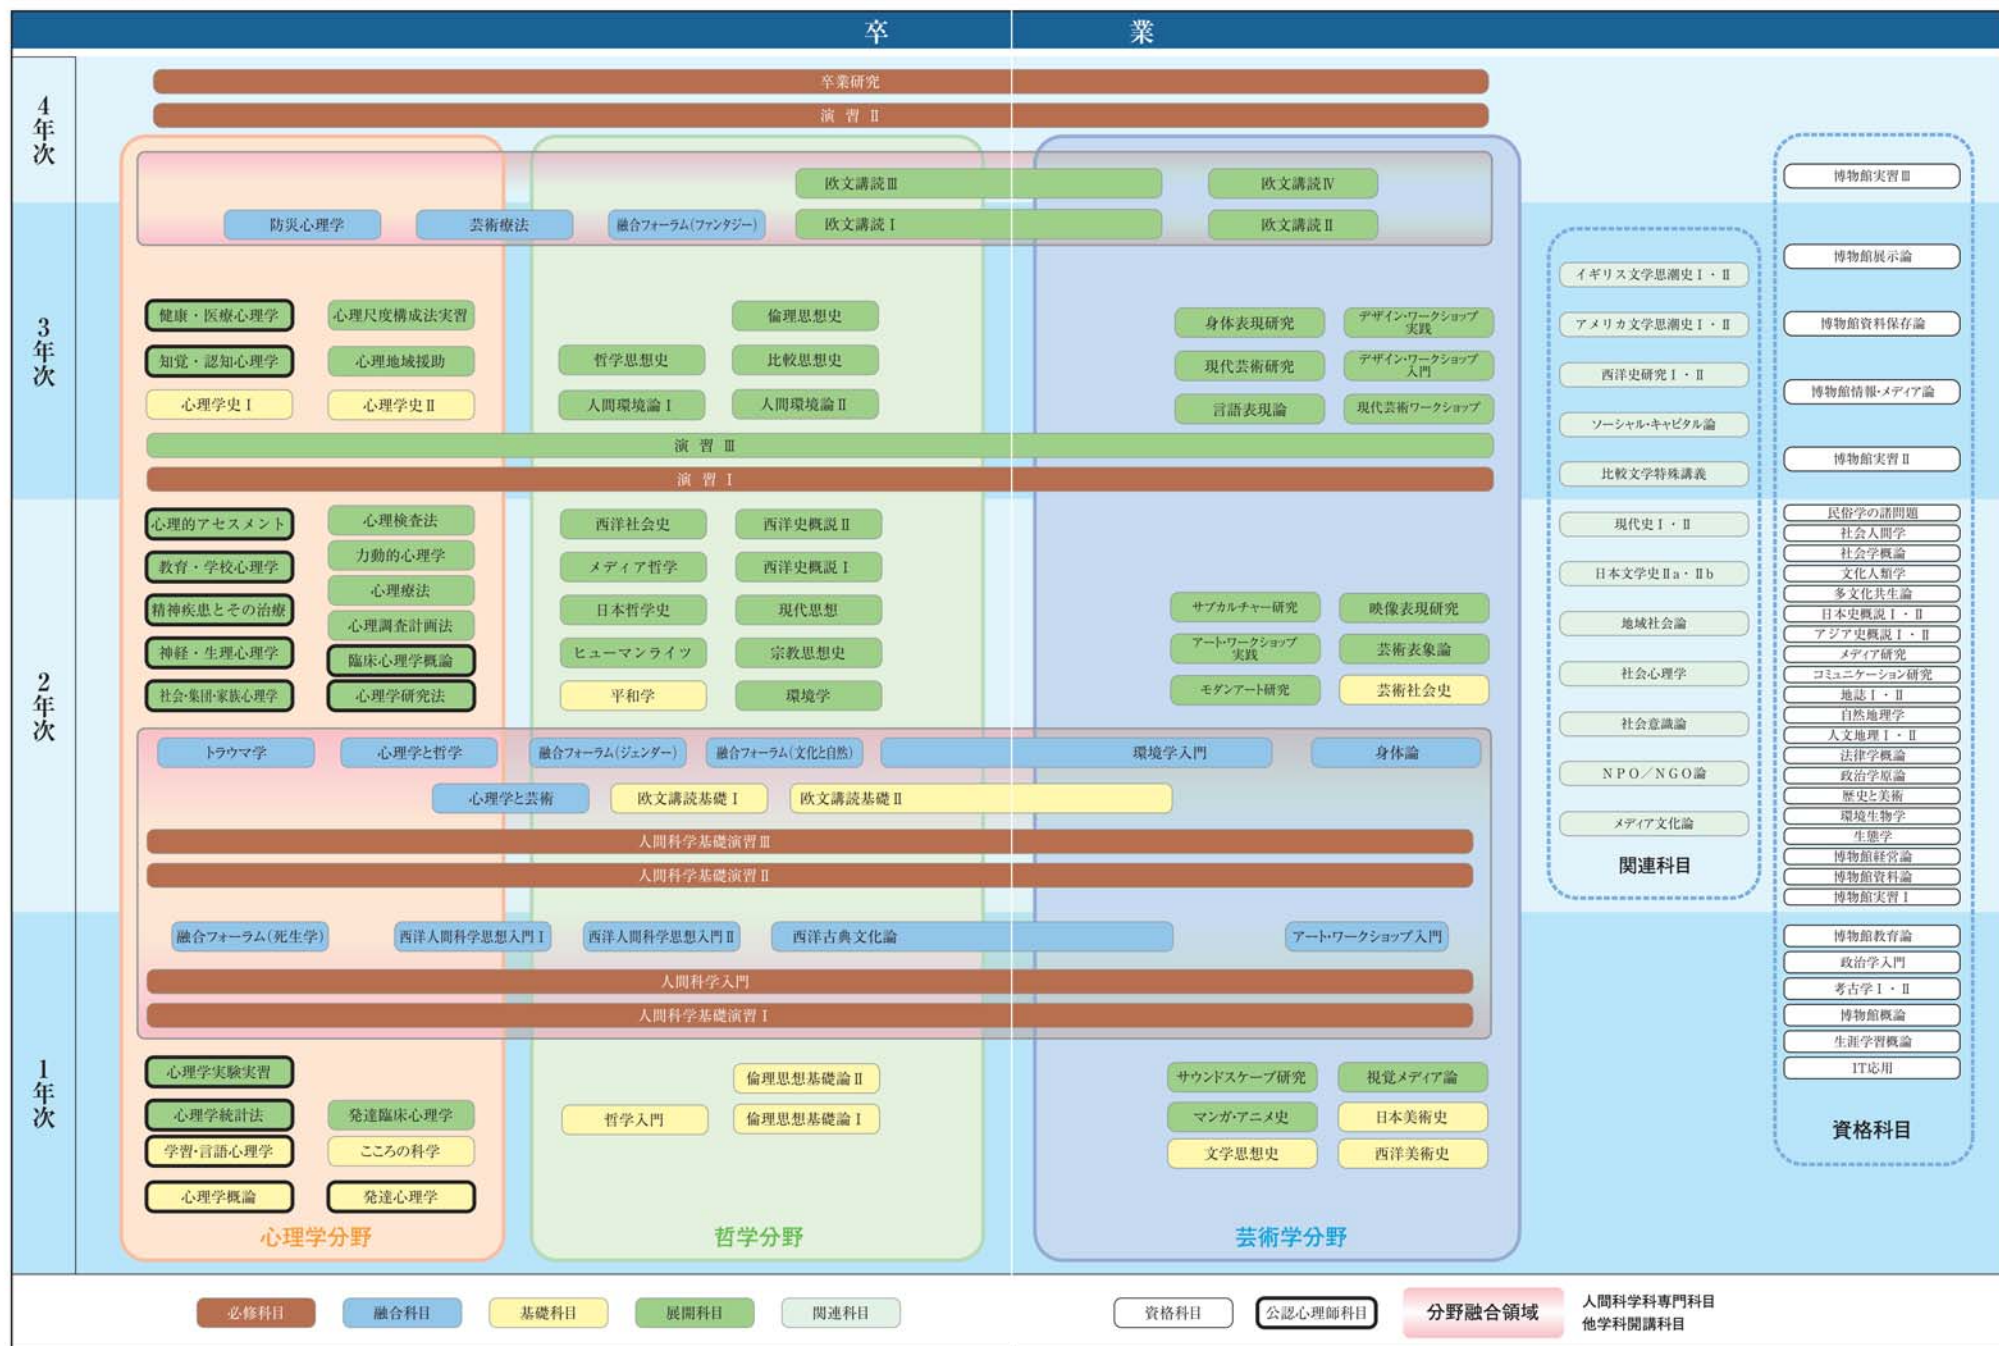 卒 業
4年次
卒業研究
演 習 Ⅱ
欧文講読Ⅲ
欧文講読Ⅳ
防災心理学
芸術療法
融合フォーラム(ファンタジー)
欧文講読Ⅰ
欧文講読Ⅱ
3年次
健康・医療心理学
心理尺度構成法実習
知覚・認知心理学
心理地域援助
心理学史Ⅰ
心理学史Ⅱ
倫理思想史
哲学思想史
比較思想史
人間環境論Ⅰ
人間環境論Ⅱ
身体表現研究
デザイン・ワークショップ
実践
現代芸術研究
デザイン・ワークショップ
入門
言語表現論
現代芸術ワークショップ
演 習 Ⅲ
演 習 Ⅰ
2年次
心理的アセスメント
教育・学校心理学
精神疾患とその治療
神経・生理心理学
社会・集団・家族心理学
心理検査法
力動的心理学
心理療法
心理調査計画法
臨床心理学概論
心理学研究法
西洋社会史
西洋史概説Ⅱ
メディア哲学
西洋史概説Ⅰ
日本哲学史
現代思想
ヒューマンライツ
宗教思想史
平和学
環境学
サブカルチャー研究
映像表現研究
アート・ワークショップ
実践
芸術表象論
モダンアート研究
芸術社会史
トラウマ学
心理学と哲学
融合フォーラム(ジェンダー)
融合フォーラム(文化と自然)
環境学入門
身体論
心理学と芸術
欧文講読基礎Ⅰ
欧文講読基礎Ⅱ
人間科学基礎演習Ⅲ
人間科学基礎演習Ⅱ
1年次
融合フォーラム(死生学)
西洋人間科学思想入門Ⅰ
西洋人間科学思想入門Ⅱ
西洋古典文化論
アート・ワークショップ入門
人間科学入門
人間科学基礎演習Ⅰ
心理学実験実習
心理学統計法
発達臨床心理学
学習・言語心理学
こころの科学
心理学概論
発達心理学
心理学分野
倫理思想基礎論Ⅱ
哲学入門
倫理思想基礎論Ⅰ
哲学分野
サウンドスケープ研究
視覚メディア論
マンガ・アニメ史
日本美術史
文学思想史
西洋美術史
芸術学分野
イギリス文学思潮史Ⅰ・Ⅱ
アメリカ文学思潮史Ⅰ・Ⅱ
西洋史研究Ⅰ・Ⅱ
ソーシャル・キャピタル論
比較文学特殊講義
現代史Ⅰ・Ⅱ
日本文学史Ⅱa・Ⅱb
地域社会論
社会心理学
社会意識論
NPO/NGO論
メディア文化論
関連科目
博物館実習Ⅲ
博物館展示論
博物館資料保存論
博物館情報・メディア論
博物館実習Ⅱ
民俗学の諸問題
社会人間学
社会学概論
文化人類学
多文化共生論
日本史概説Ⅰ・Ⅱ
アジア史概説Ⅰ・Ⅱ
メディア研究
コミュニケーション研究
地誌Ⅰ・Ⅱ
自然地理学
人文地理Ⅰ・Ⅱ
法律学概論
政治学原論
歴史と美術
環境生物学
生態学
博物館経営論
博物館資料論
博物館実習Ⅰ
博物館教育論
政治学入門
考古学Ⅰ・Ⅱ
博物館概論
生涯学習概論
IT応用
資格科目
必修科目
融合科目
基礎科目
展開科目
関連科目
資格科目
公認心理師科目
分野融合領域
人間科学科専門科目
他学科開講科目